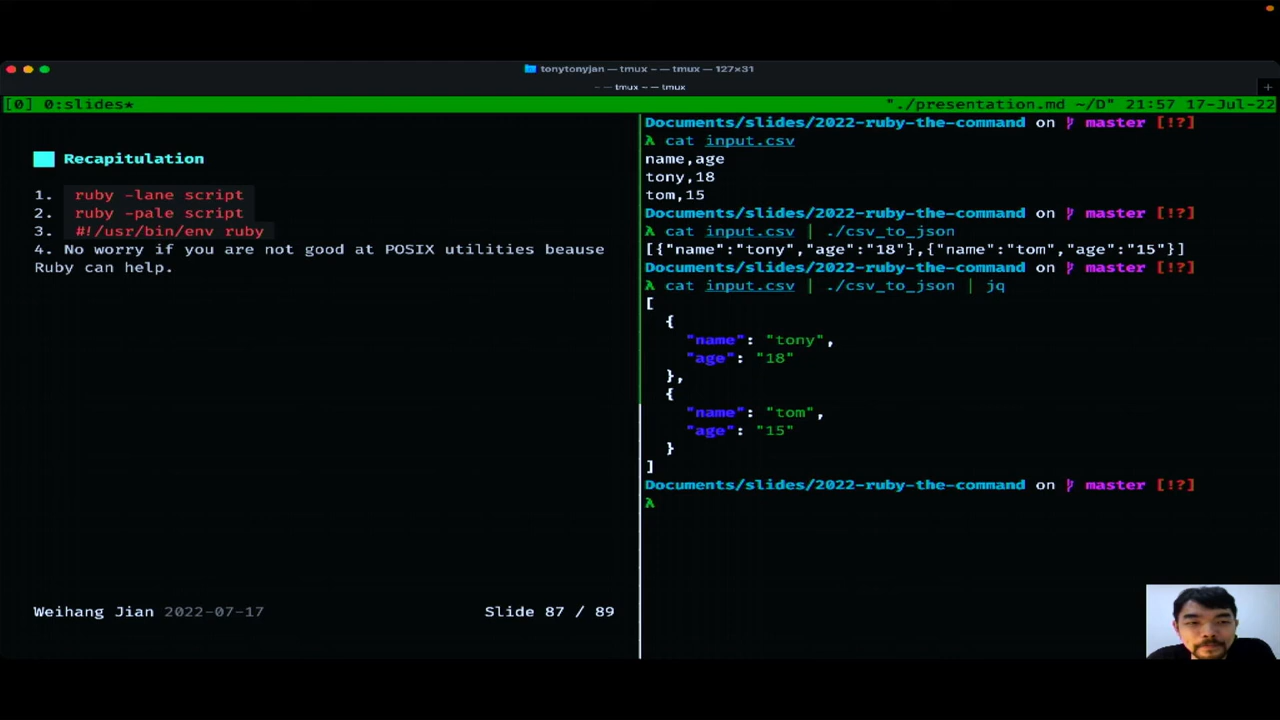 tonytonyjan — tmux ~ — tmux — 127×31
~ — tmux ~ — tmux
[0] 0:slides* "./presentation.md ~/D" 21:57 17-Jul-22
Recapitulation
1. ruby -lane script
2. ruby -pale script
3. #!/usr/bin/env ruby
4. No worry if you are not good at POSIX utilities beause
Ruby can help.
Weihang Jian 2022-07-17 Slide 87 / 89
Documents/slides/2022-ruby-the-command on master [!?]
λ cat input.csv
name,age
tony,18
tom,15
Documents/slides/2022-ruby-the-command on master [!?]
λ cat input.csv | ./csv_to_json
[{"name":"tony","age":"18"},{"name":"tom","age":"15"}]
Documents/slides/2022-ruby-the-command on master [!?]
λ cat input.csv | ./csv_to_json | jq
[
{
"name": "tony",
"age": "18"
},
{
"name": "tom",
"age": "15"
}
]
Documents/slides/2022-ruby-the-command on master [!?]
λ